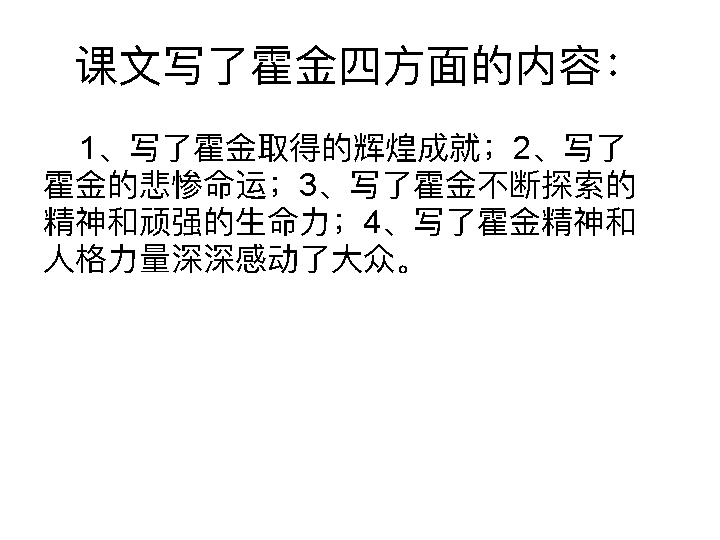 课文写了霍金四方面的内容：
1、写了霍金取得的辉煌成就；2、写了
霍金的悲惨命运；3、写了霍金不断探索的
精神和顽强的生命力；4、写了霍金精神和
人格力量深深感动了大众。